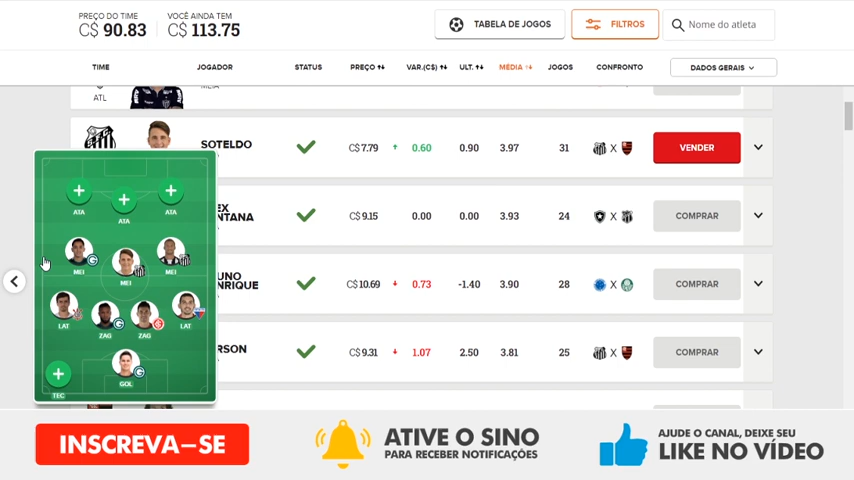 PREÇO DO TIME
C$ 90.83
VOCÊ AINDA TEM
C$ 113.75
TABELA DE JOGOS
FILTROS
Nome do atleta
TIME JOGADOR STATUS PREÇO VAR.(C$) ULT. MÉDIA JOGOS CONFRONTO DADOS GERAIS
ATL
SOTELDO C$ 7.79 0.60 0.90 3.97 31 X VENDER
EX
NTANA
C$ 9.15 0.00 0.00 3.93 24 X COMPRAR
UNO
NRIQUE
C$ 10.69 0.73 -1.40 3.90 28 X COMPRAR
RSON C$ 9.31 1.07 2.50 3.81 25 X COMPRAR
ATA ATA ATA
MEI MEI MEI
LAT ZAG ZAG LAT
GOL
TEC
INSCREVA-SE
ATIVE O SINO
PARA RECEBER NOTIFICAÇÕES
AJUDE O CANAL, DEIXE SEU
LIKE NO VÍDEO